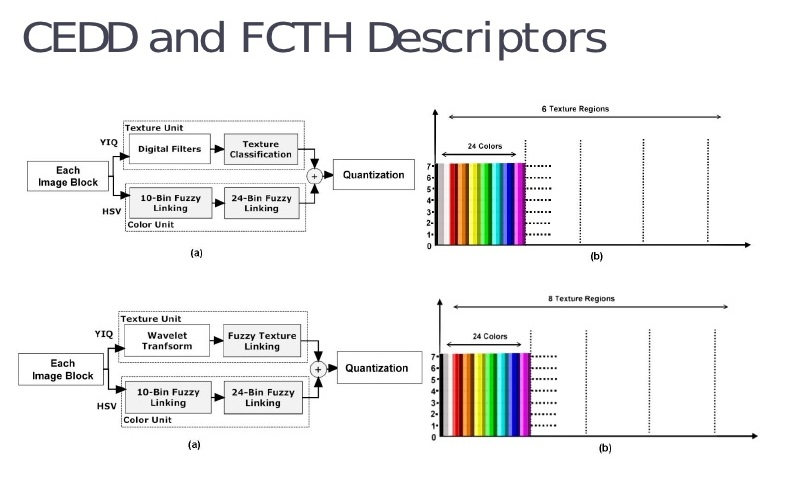 CEDD and FCTH Descriptors
Texture Unit
YIQ
Digital Filters
Texture
Classification
Each
Image Block
+
Quantization
10-Bin Fuzzy
Linking
24-Bin Fuzzy
Linking
HSV
Color Unit
(a)
6 Texture Regions
24 Colors
7
6
5
4
3
2
1
0
(b)
Texture Unit
YIQ
Wavelet
Tranfsorm
Fuzzy Texture
Linking
Each
Image Block
+
Quantization
10-Bin Fuzzy
Linking
24-Bin Fuzzy
Linking
HSV
Color Unit
(a)
8 Texture Regions
24 Colors
7
6
5
4
3
2
1
0
(b)